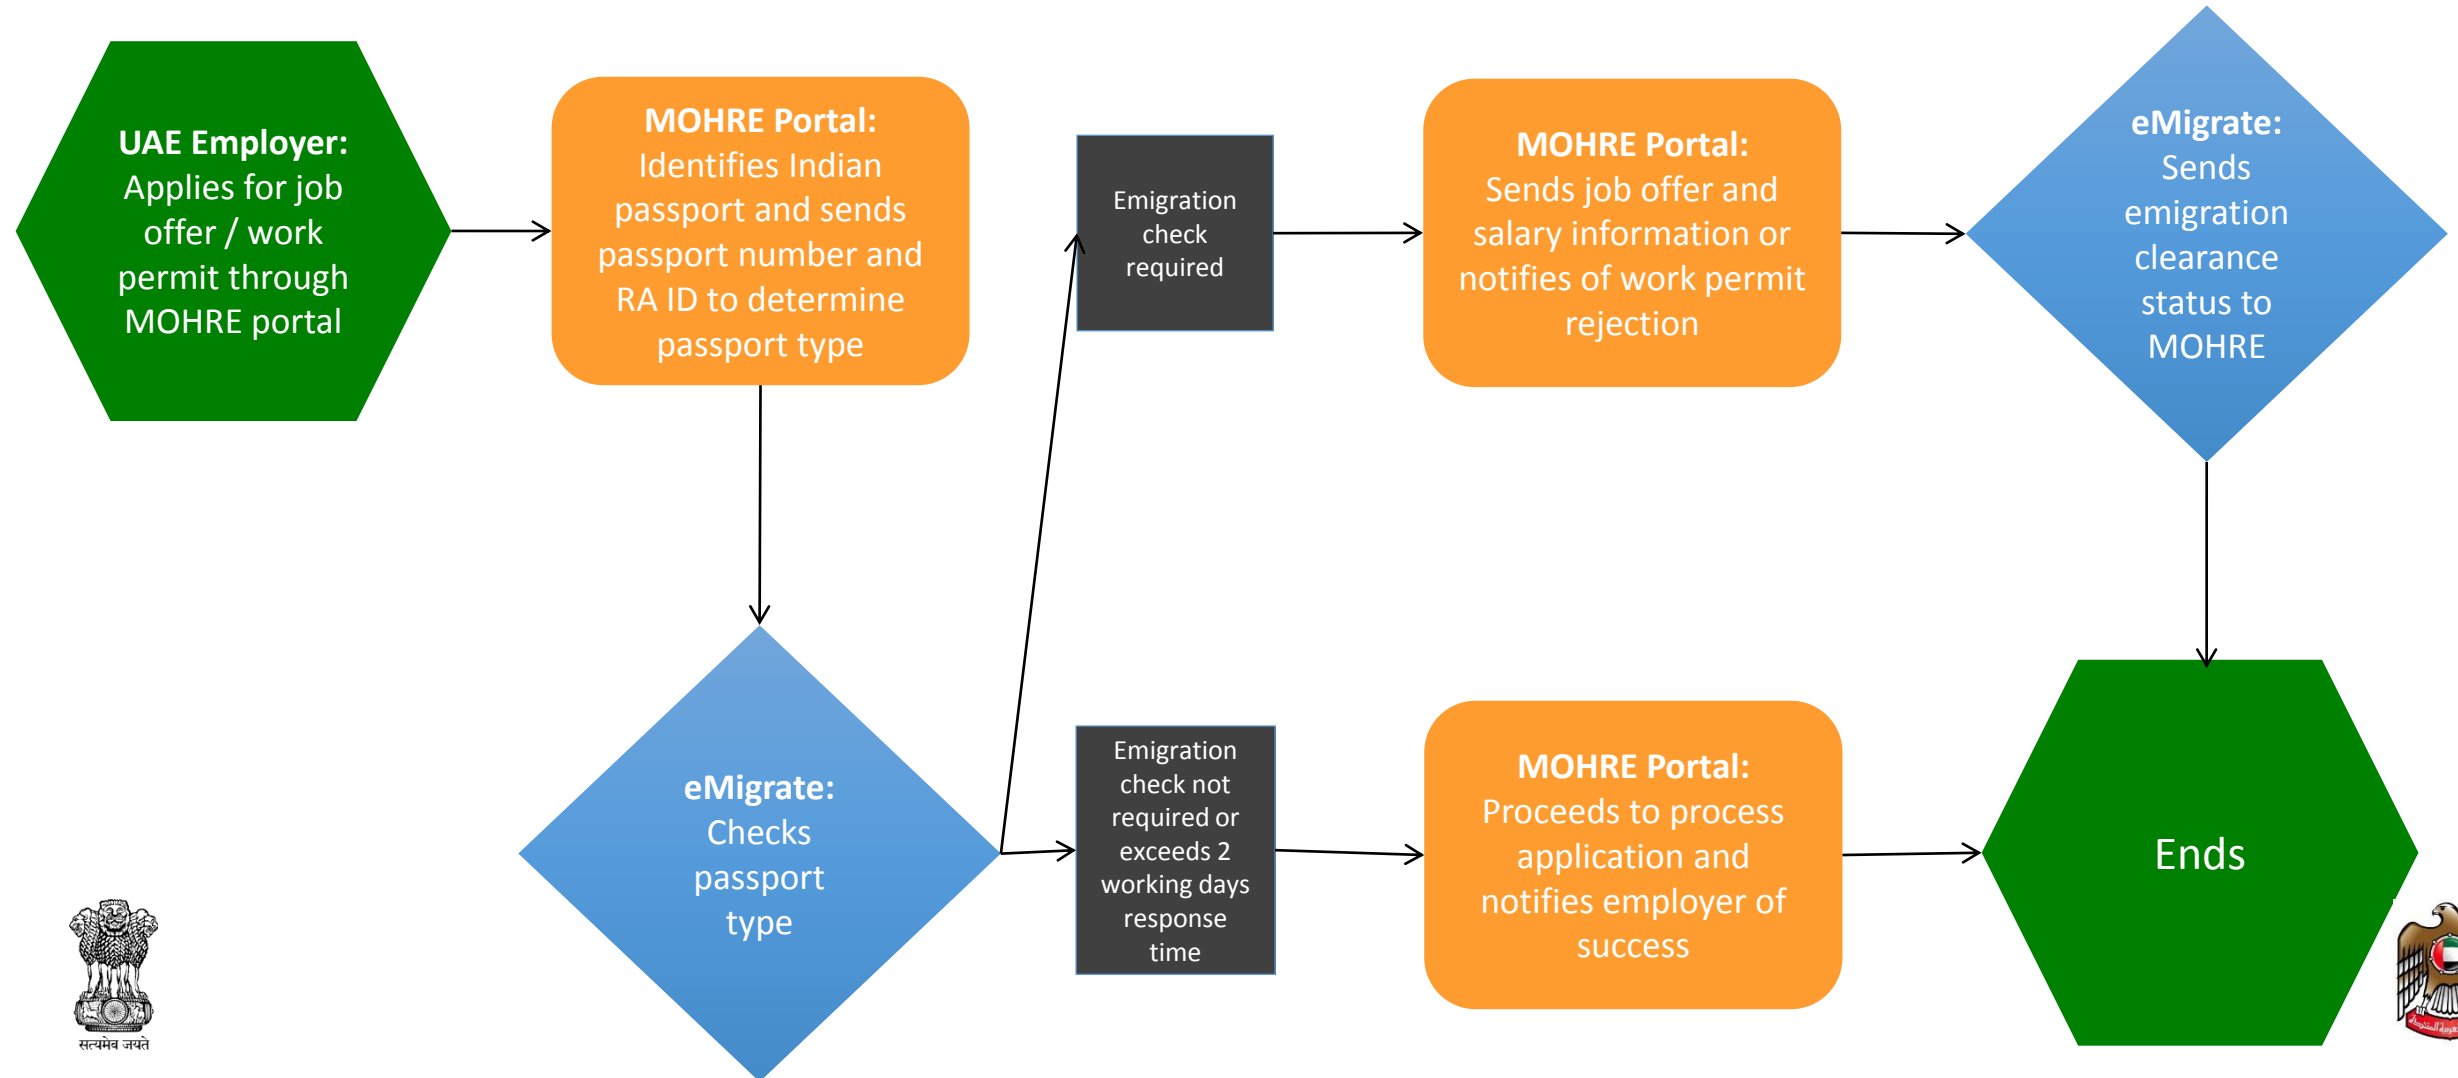 UAE Employer:
Applies for job
offer / work
permit through
MOHRE portal
MOHRE Portal:
Identifies Indian
passport and sends
passport number and
RA ID to determine
passport type
Emigration
check
required
MOHRE Portal:
Sends job offer and
salary information or
notifies of work permit
rejection
eMigrate:
Sends
emigration
clearance
status to
MOHRE
eMigrate:
Checks
passport
type
Emigration
check not
required or
exceeds 2
working days
response
time
MOHRE Portal:
Proceeds to process
application and
notifies employer of
success
Ends
सत्यमेव जयते